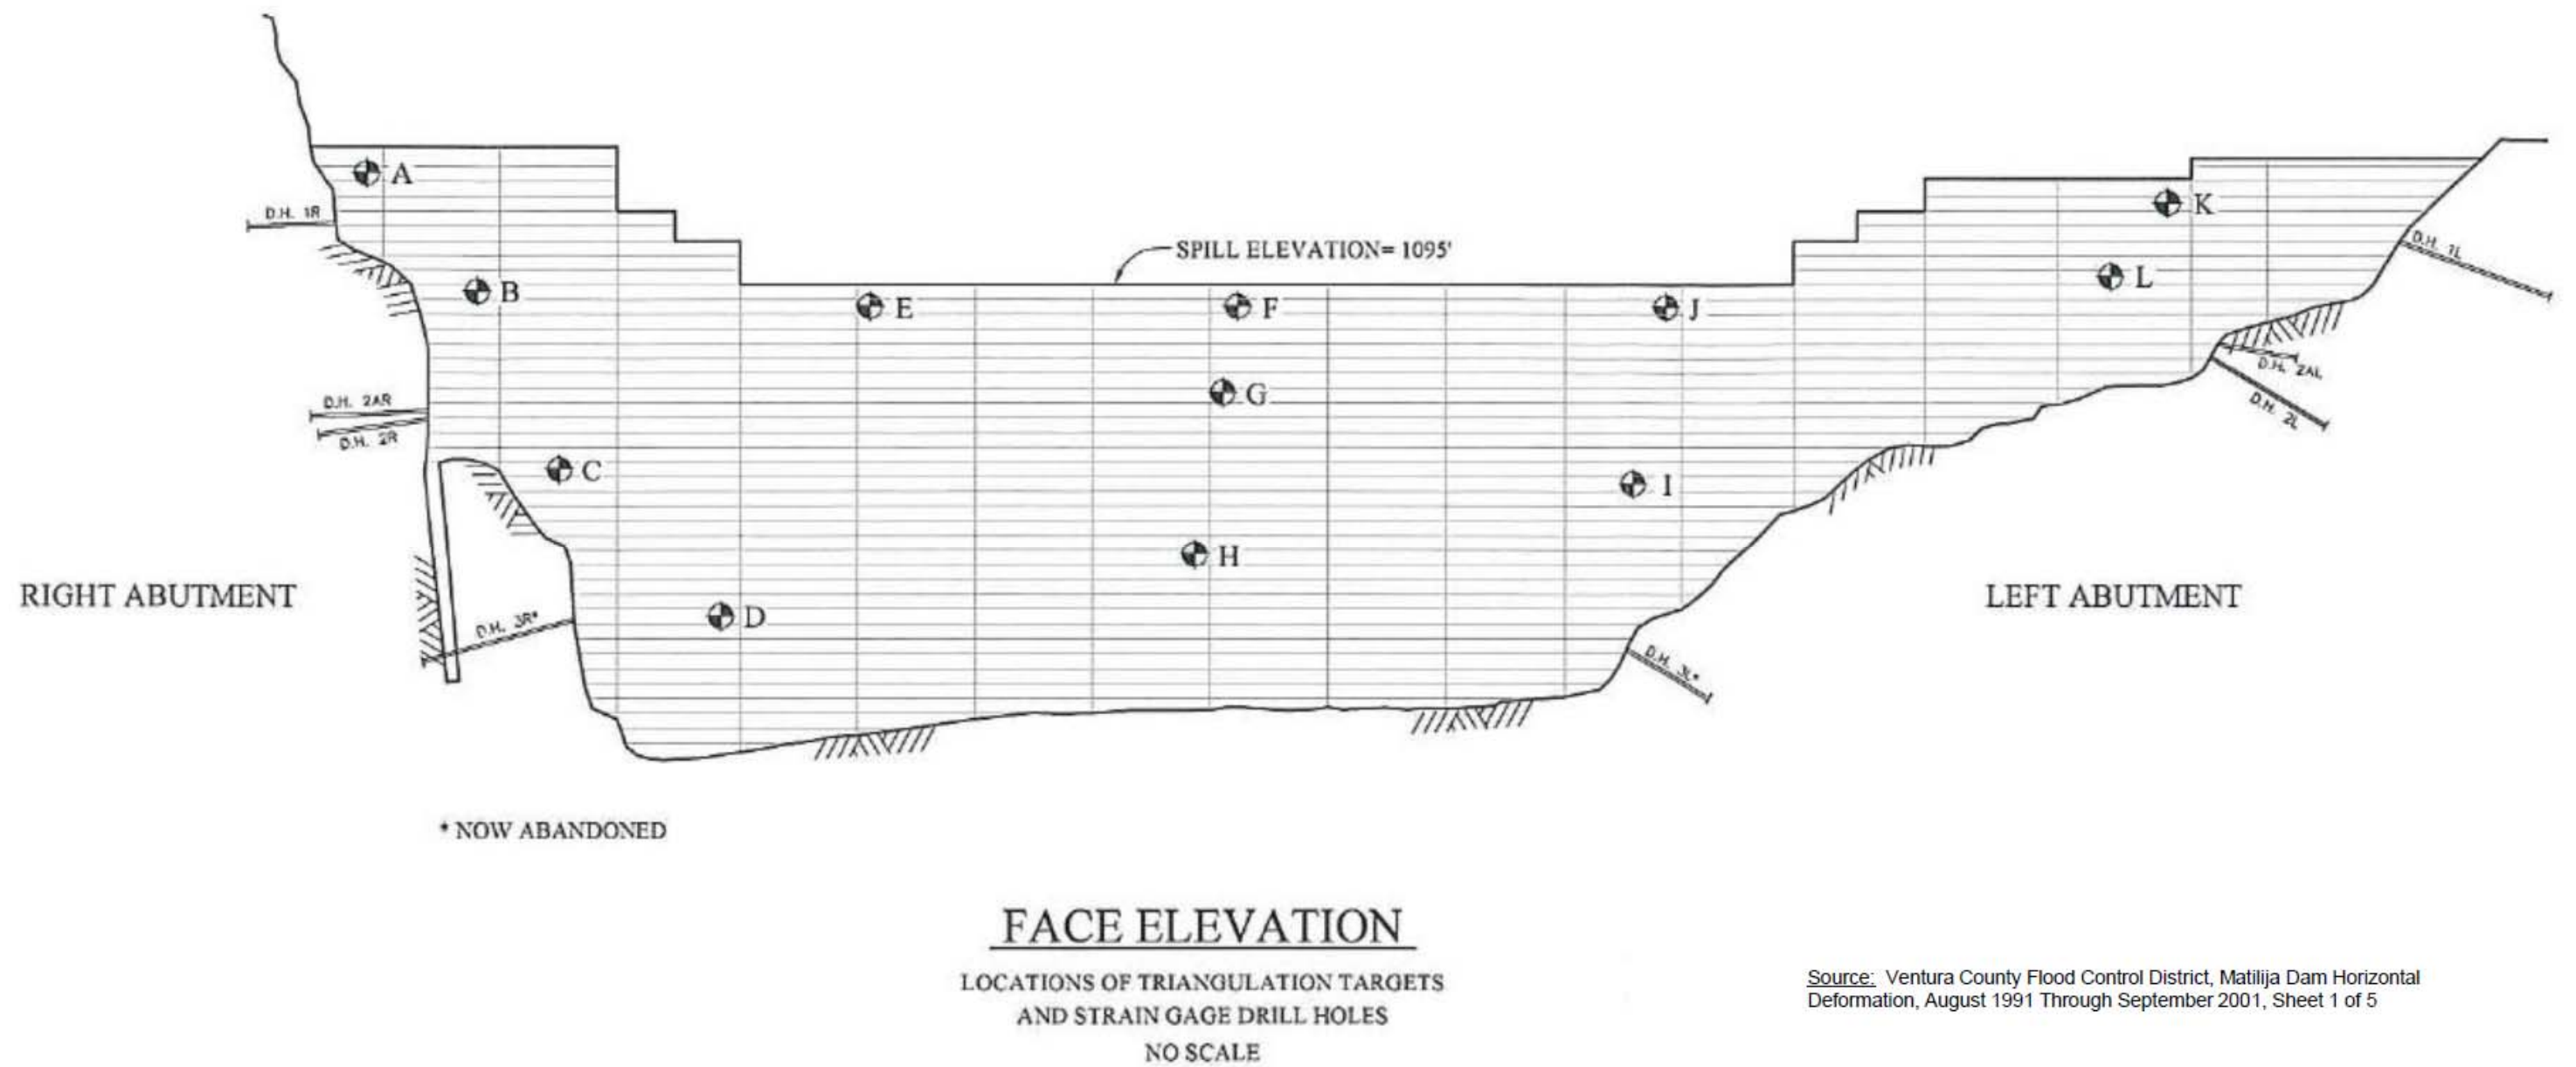 A
D.H. 1R
K
D.H. 1L
SPILL ELEVATION= 1095'
L
B
E
F
J
D.H. 2AL
D.H. 2AR
G
D.H. 2L
D.H. 2R
C
I
H
RIGHT ABUTMENT
LEFT ABUTMENT
D
D.H. 3R*
D.H. 3L*
* NOW ABANDONED
FACE ELEVATION
LOCATIONS OF TRIANGULATION TARGETS
AND STRAIN GAGE DRILL HOLES
NO SCALE
Source: Ventura County Flood Control District, Matilija Dam Horizontal
Deformation, August 1991 Through September 2001, Sheet 1 of 5